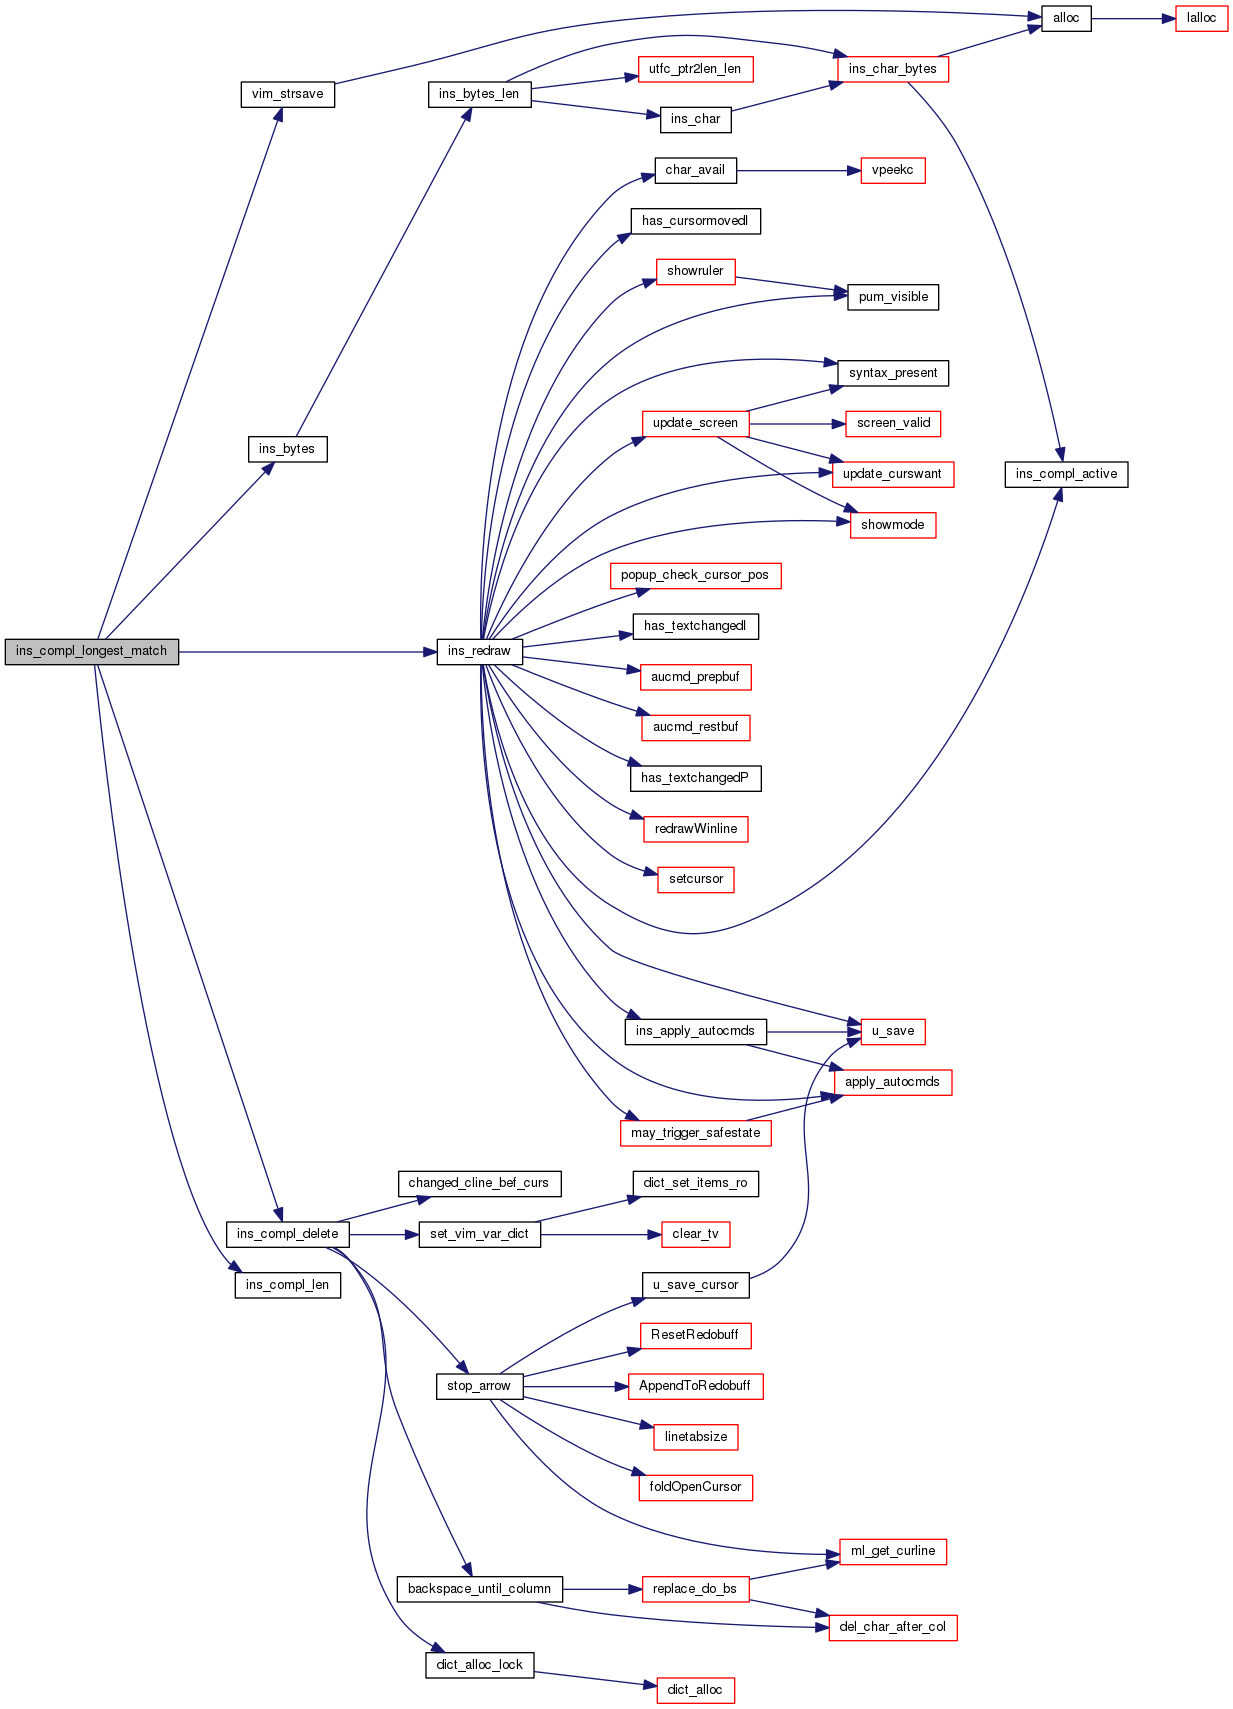 alloc
lalloc
ins_char_bytes
utfc_ptr2len_len
vim_strsave
ins_bytes_len
ins_char
char_avail
vpeekc
has_cursormovedI
showruler
pum_visible
syntax_present
update_screen
screen_valid
ins_bytes
update_curswant
ins_compl_active
showmode
popup_check_cursor_pos
has_textchangedI
ins_compl_longest_match
ins_redraw
aucmd_prepbuf
aucmd_restbuf
has_textchangedP
redrawWinline
setcursor
ins_apply_autocmds
u_save
apply_autocmds
may_trigger_safestate
changed_cline_bef_curs
dict_set_items_ro
ins_compl_delete
set_vim_var_dict
clear_tv
ins_compl_len
u_save_cursor
ResetRedobuff
stop_arrow
AppendToRedobuff
linetabsize
foldOpenCursor
ml_get_curline
backspace_until_column
replace_do_bs
del_char_after_col
dict_alloc_lock
dict_alloc